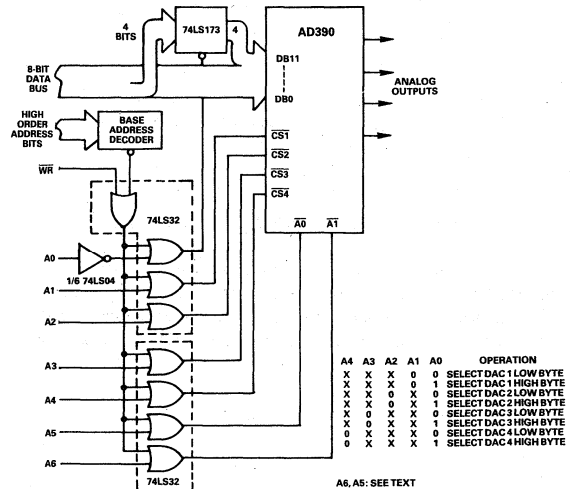 4
BITS
74LS173
4
AD390
DB11
DB0
8-BIT
DATA
BUS
ANALOG
OUTPUTS
HIGH
ORDER
ADDRESS
BITS
BASE
ADDRESS
DECODER
CS1
CS2
CS3
CS4
WR
74LS32
A0 A1
A0
1/6 74LS04
A1
A2
A3
A4
A5
A6
74LS32
A4 A3 A2 A1 A0 OPERATION
X X X 0 0 SELECT DAC 1 LOW BYTE
X X X 0 1 SELECT DAC 1 HIGH BYTE
X X 0 X 0 SELECT DAC 2 LOW BYTE
X X 0 X 1 SELECT DAC 2 HIGH BYTE
X 0 X X 0 SELECT DAC 3 LOW BYTE
X 0 X X 1 SELECT DAC 3 HIGH BYTE
0 X X X 0 SELECT DAC 4 LOW BYTE
0 X X X 1 SELECT DAC 4 HIGH BYTE
A6, A5: SEE TEXT